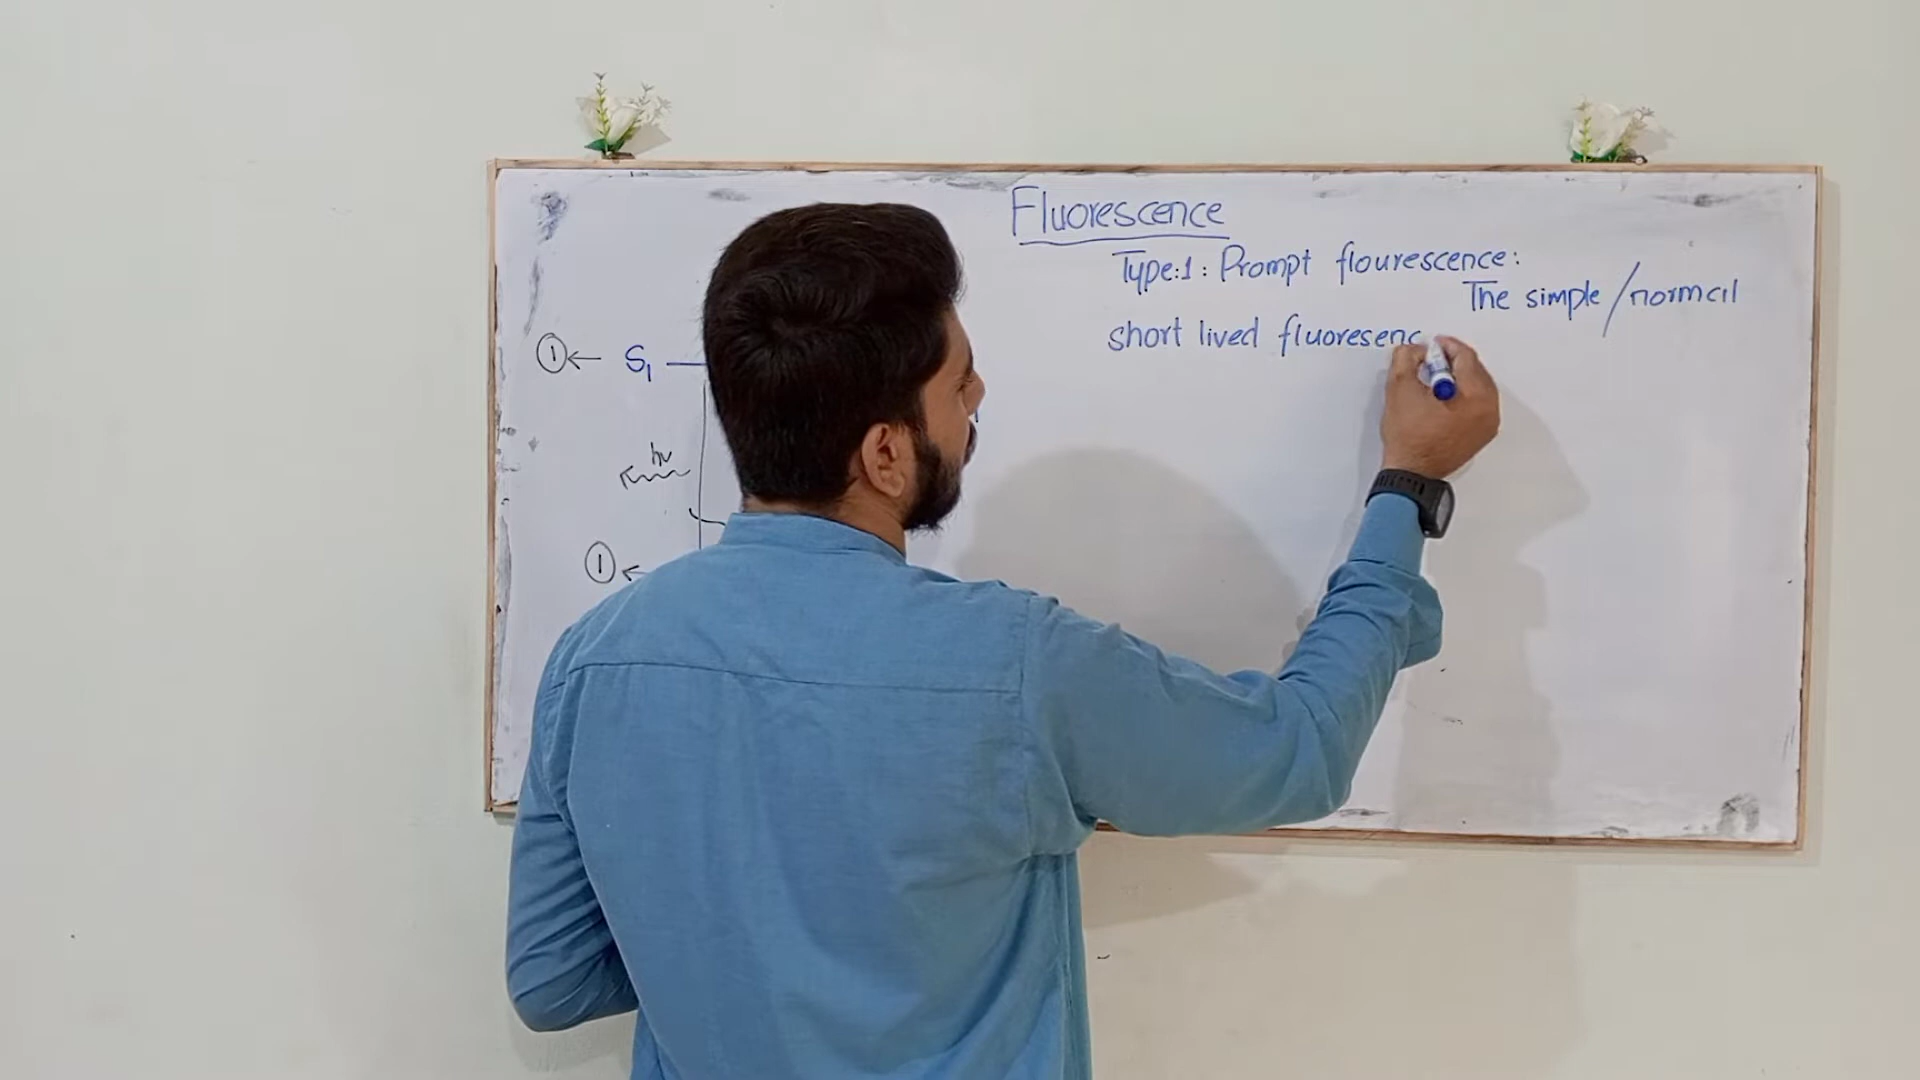 Fluorescence
Type:1: Prompt flourescence:
The simple/normal
short lived fluoresenc
① ← S₁
hν
① ←